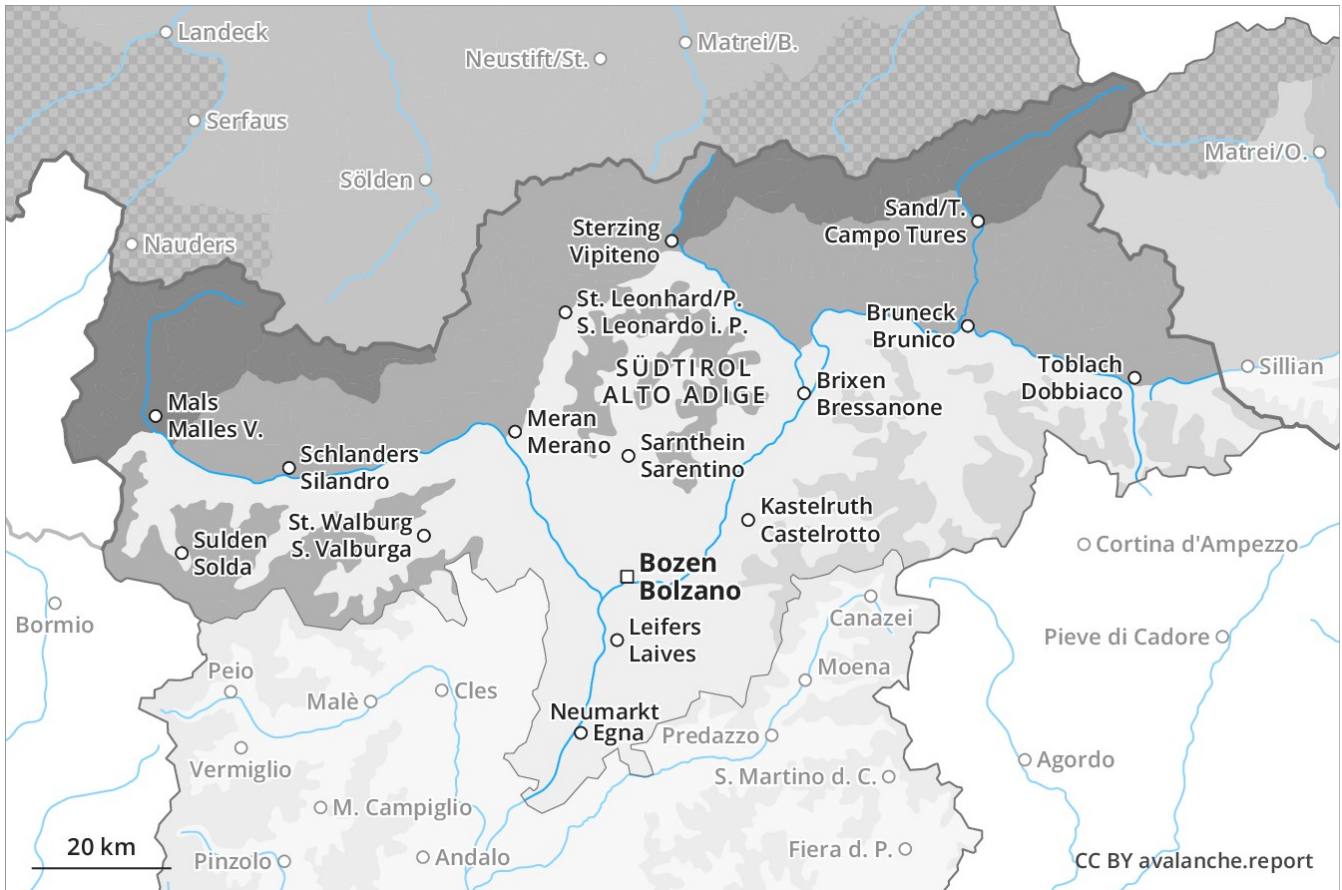 Landeck
Neustift/St.
Matrei/B.
Serfaus
Matrei/O.
Sölden
Nauders
Sand/T.
Campo Tures
Sterzing
Vipiteno
St. Leonhard/P.
S. Leonardo i. P.
Bruneck
Brunico
SÜDTIROL
ALTO ADIGE
Toblach
Dobbiaco
Sillian
Brixen
Bressanone
Mals
Malles V.
Meran
Merano
Sarnthein
Sarentino
Schlanders
Silandro
Kastelruth
Castelrotto
St. Walburg
S. Valburga
Sulden
Solda
Cortina d'Ampezzo
Bozen
Bolzano
Bormio
Canazei
Leifers
Laives
Pieve di Cadore
Peio
Moena
Malè
Cles
Neumarkt
Egna
Predazzo
Vermiglio
Agordo
S. Martino d. C.
M. Campiglio
20 km
Pinzolo
Andalo
Fiera d. P.
CC BY avalanche.report